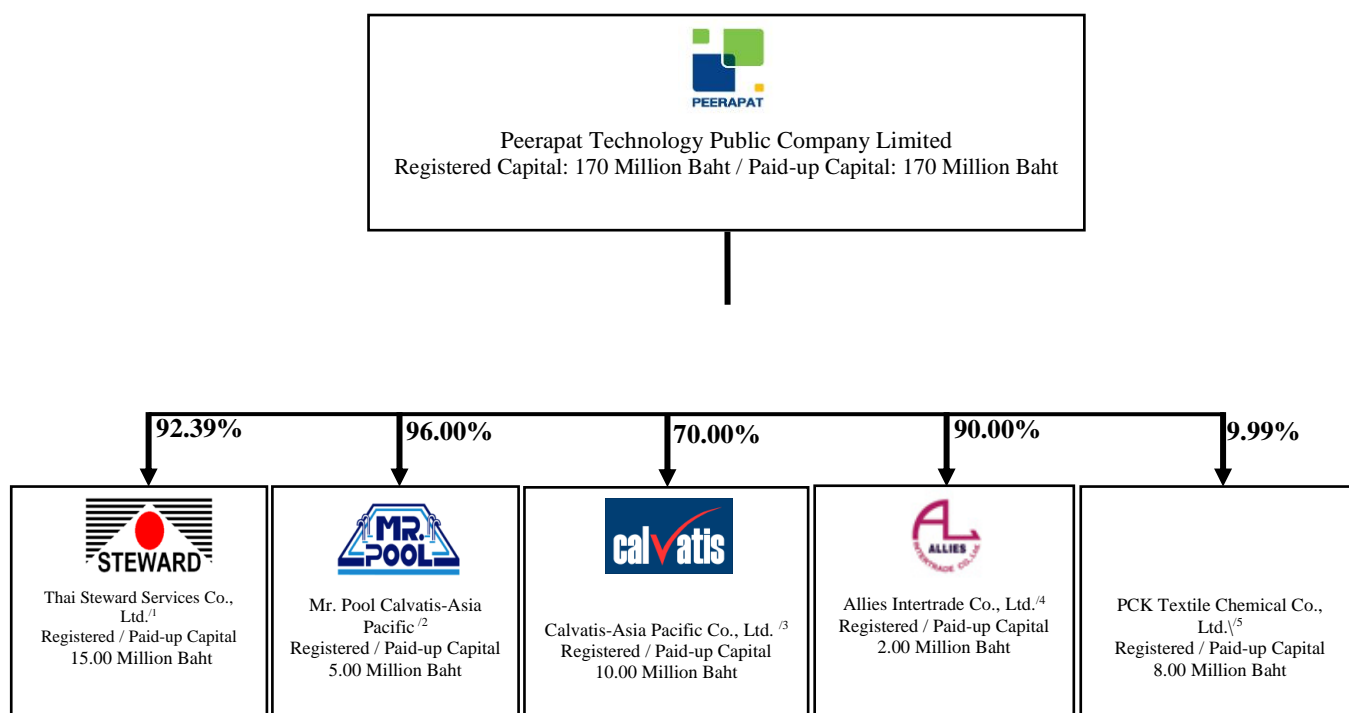 PEERAPAT
Peerapat Technology Public Company Limited
Registered Capital: 170 Million Baht / Paid-up Capital: 170 Million Baht
92.39%
96.00%
70.00%
90.00%
9.99%
STEWARD
Thai Steward Services Co.,
Ltd./1
Registered / Paid-up Capital
15.00 Million Baht
MR.
POOL
Mr. Pool Calvatis-Asia
Pacific /2
Registered / Paid-up Capital
5.00 Million Baht
calvatis
Calvatis-Asia Pacific Co., Ltd. /3
Registered / Paid-up Capital
10.00 Million Baht
AL
ALLIES
INTERTRADE CO.,LTD.
Allies Intertrade Co., Ltd./4
Registered / Paid-up Capital
2.00 Million Baht
PCK Textile Chemical Co.,
Ltd.\/5
Registered / Paid-up Capital
8.00 Million Baht